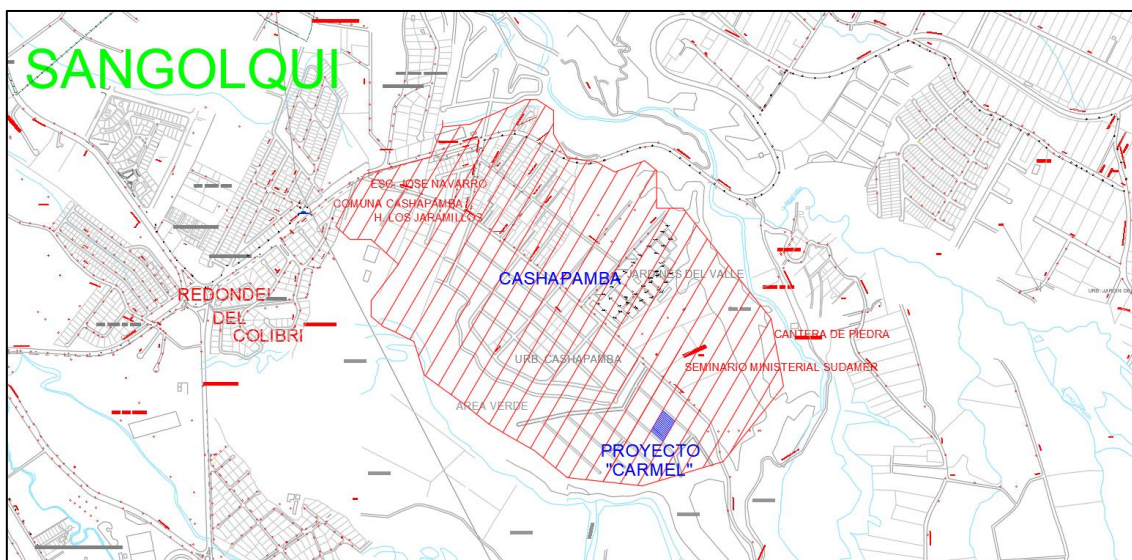 SANGOLQUI
ESC. JOSE NAVARRO
COMUNA CASHAPAMBA
H. LOS JARAMILLOS
CASHAPAMBA
JARDINES DEL VALLE
REDONDEL
DEL
COLIBRI
CANTERA DE PIEDRA
URB. CASHAPAMBA
SEMINARIO MINISTERIAL SUDAMER
AREA VERDE
PROYECTO
"CARMEL"